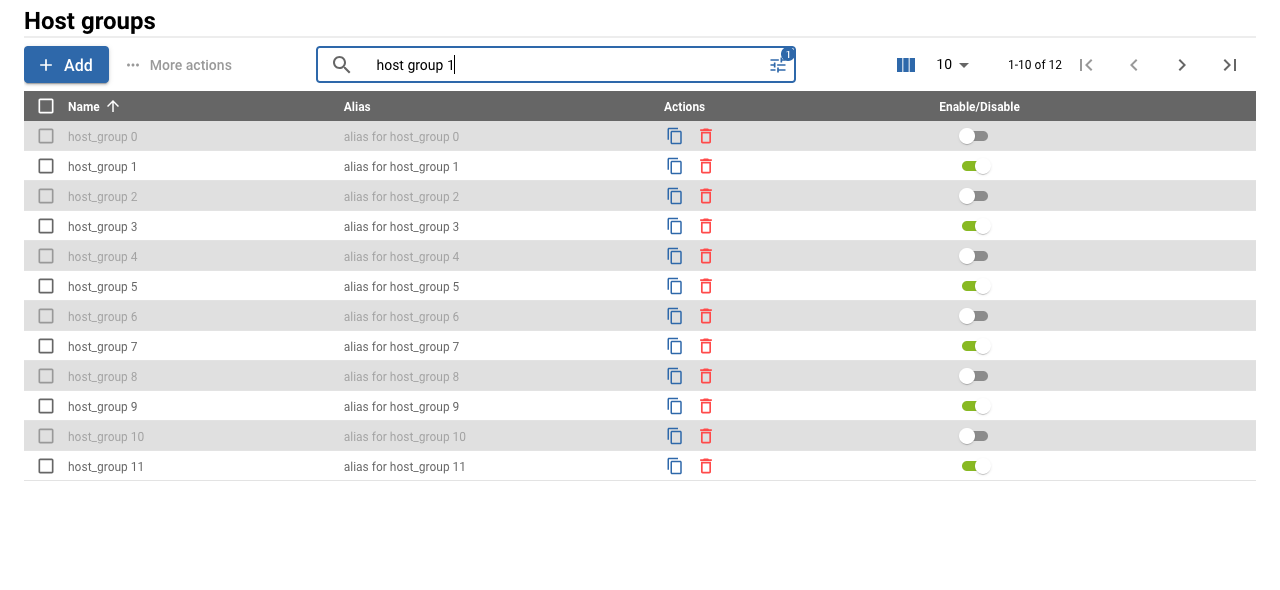 Host groups
Add More actions host group 1 1 10 1-10 of 12
Name Alias Actions Enable/Disable
host_group 0 alias for host_group 0
host_group 1 alias for host_group 1
host_group 2 alias for host_group 2
host_group 3 alias for host_group 3
host_group 4 alias for host_group 4
host_group 5 alias for host_group 5
host_group 6 alias for host_group 6
host_group 7 alias for host_group 7
host_group 8 alias for host_group 8
host_group 9 alias for host_group 9
host_group 10 alias for host_group 10
host_group 11 alias for host_group 11